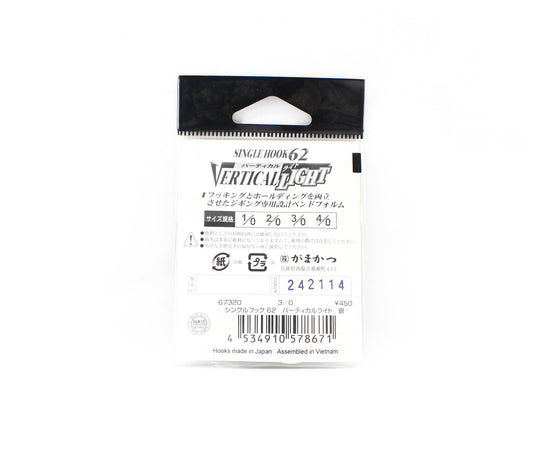 SINGLE HOOK 62
バーティカルライト
VERTICAL LIGHT
フッキングとホールディングを両立
させたジギング専用設計ベンドフォルム
サイズ規格 1/0 2/0 3/0 4/0
紙 プラ
㈱がまかつ
242114
67320 3/0 ¥450
シングルフック 62 バーティカルライト 銀
4 534910 578671
Hooks made in Japan Assembled in Vietnam